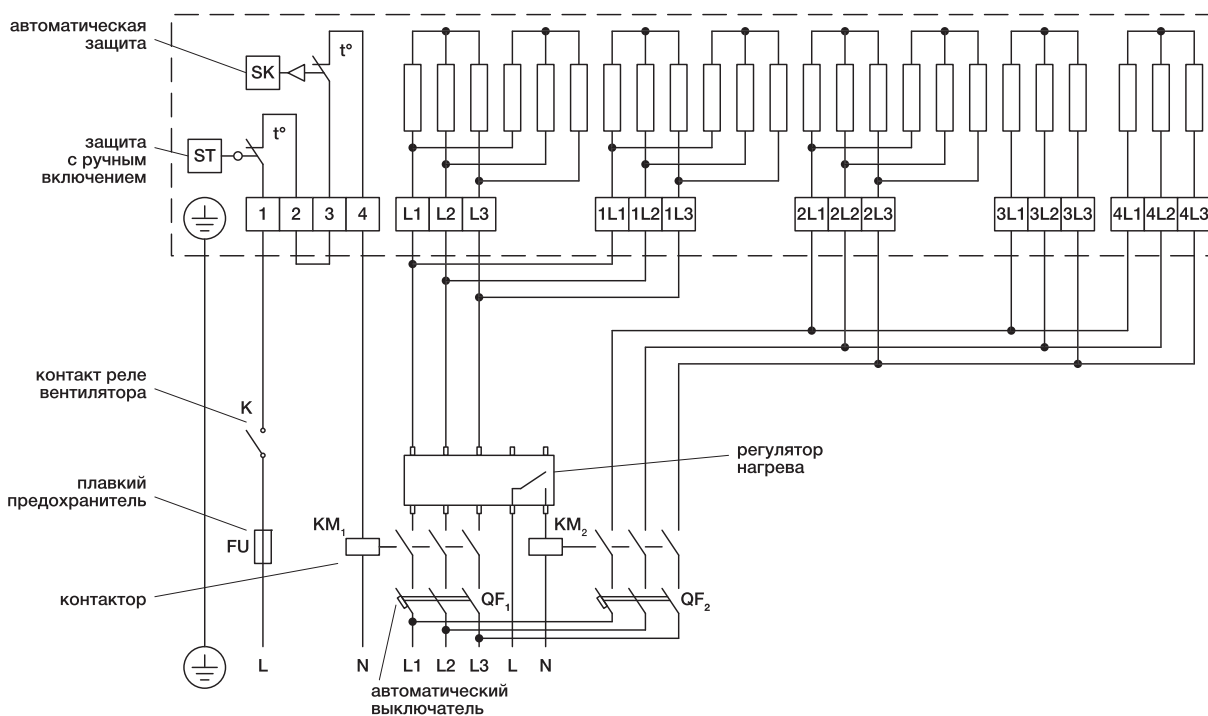 автоматическая
защита
SK
t°
защита
с ручным
включением
ST
t°
1 2 3 4
L1 L2 L3
1L1 1L2 1L3
2L1 2L2 2L3
3L1 3L2 3L3
4L1 4L2 4L3
контакт реле
вентилятора
K
регулятор
нагрева
плавкий
предохранитель
FU
KM₁
KM₂
контактор
QF₁
QF₂
L N L1 L2 L3 L N
автоматический
выключатель